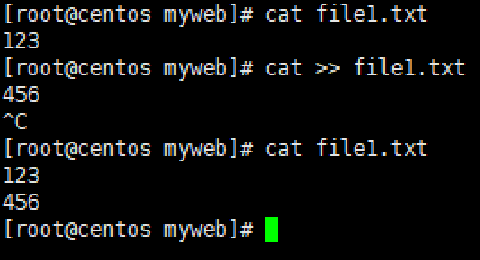 [root@centos myweb]# cat file1.txt
123
[root@centos myweb]# cat >> file1.txt
456
^C
[root@centos myweb]# cat file1.txt
123
456
[root@centos myweb]#